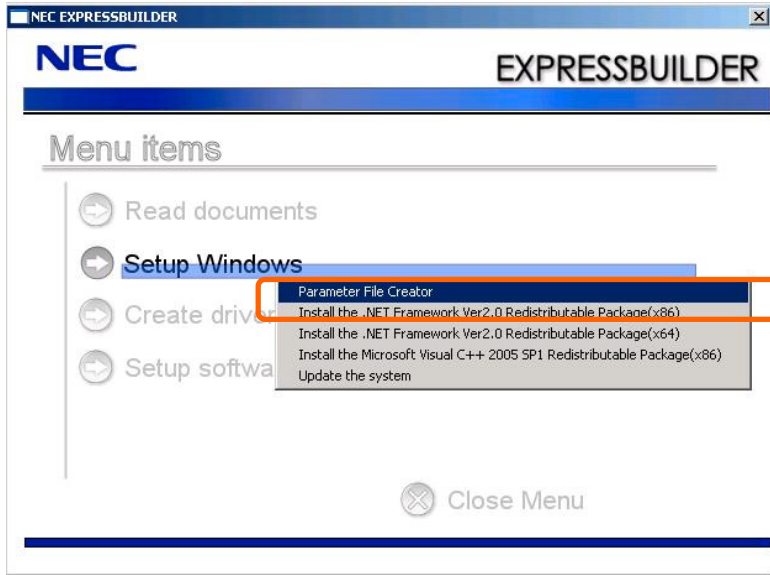 NEC EXPRESSBUILDER
NEC
EXPRESSBUILDER
Menu items
Read documents
Setup Windows
Parameter File Creator
Create driver
Install the .NET Framework Ver2.0 Redistributable Package(x86)
Install the .NET Framework Ver2.0 Redistributable Package(x64)
Install the Microsoft Visual C++ 2005 SP1 Redistributable Package(x86)
Setup softwa
Update the system
Close Menu